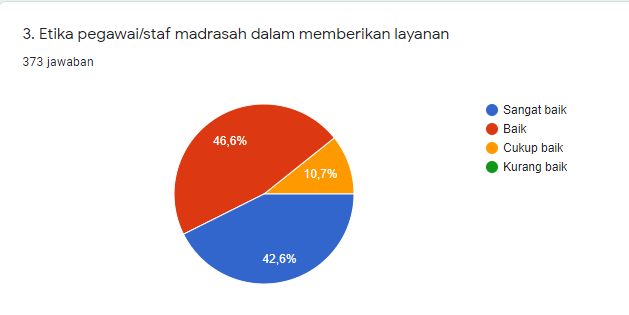 3. Etika pegawai/staf madrasah dalam memberikan layanan
373 jawaban
Sangat baik
Baik
Cukup baik
Kurang baik
46,6%
10,7%
42,6%